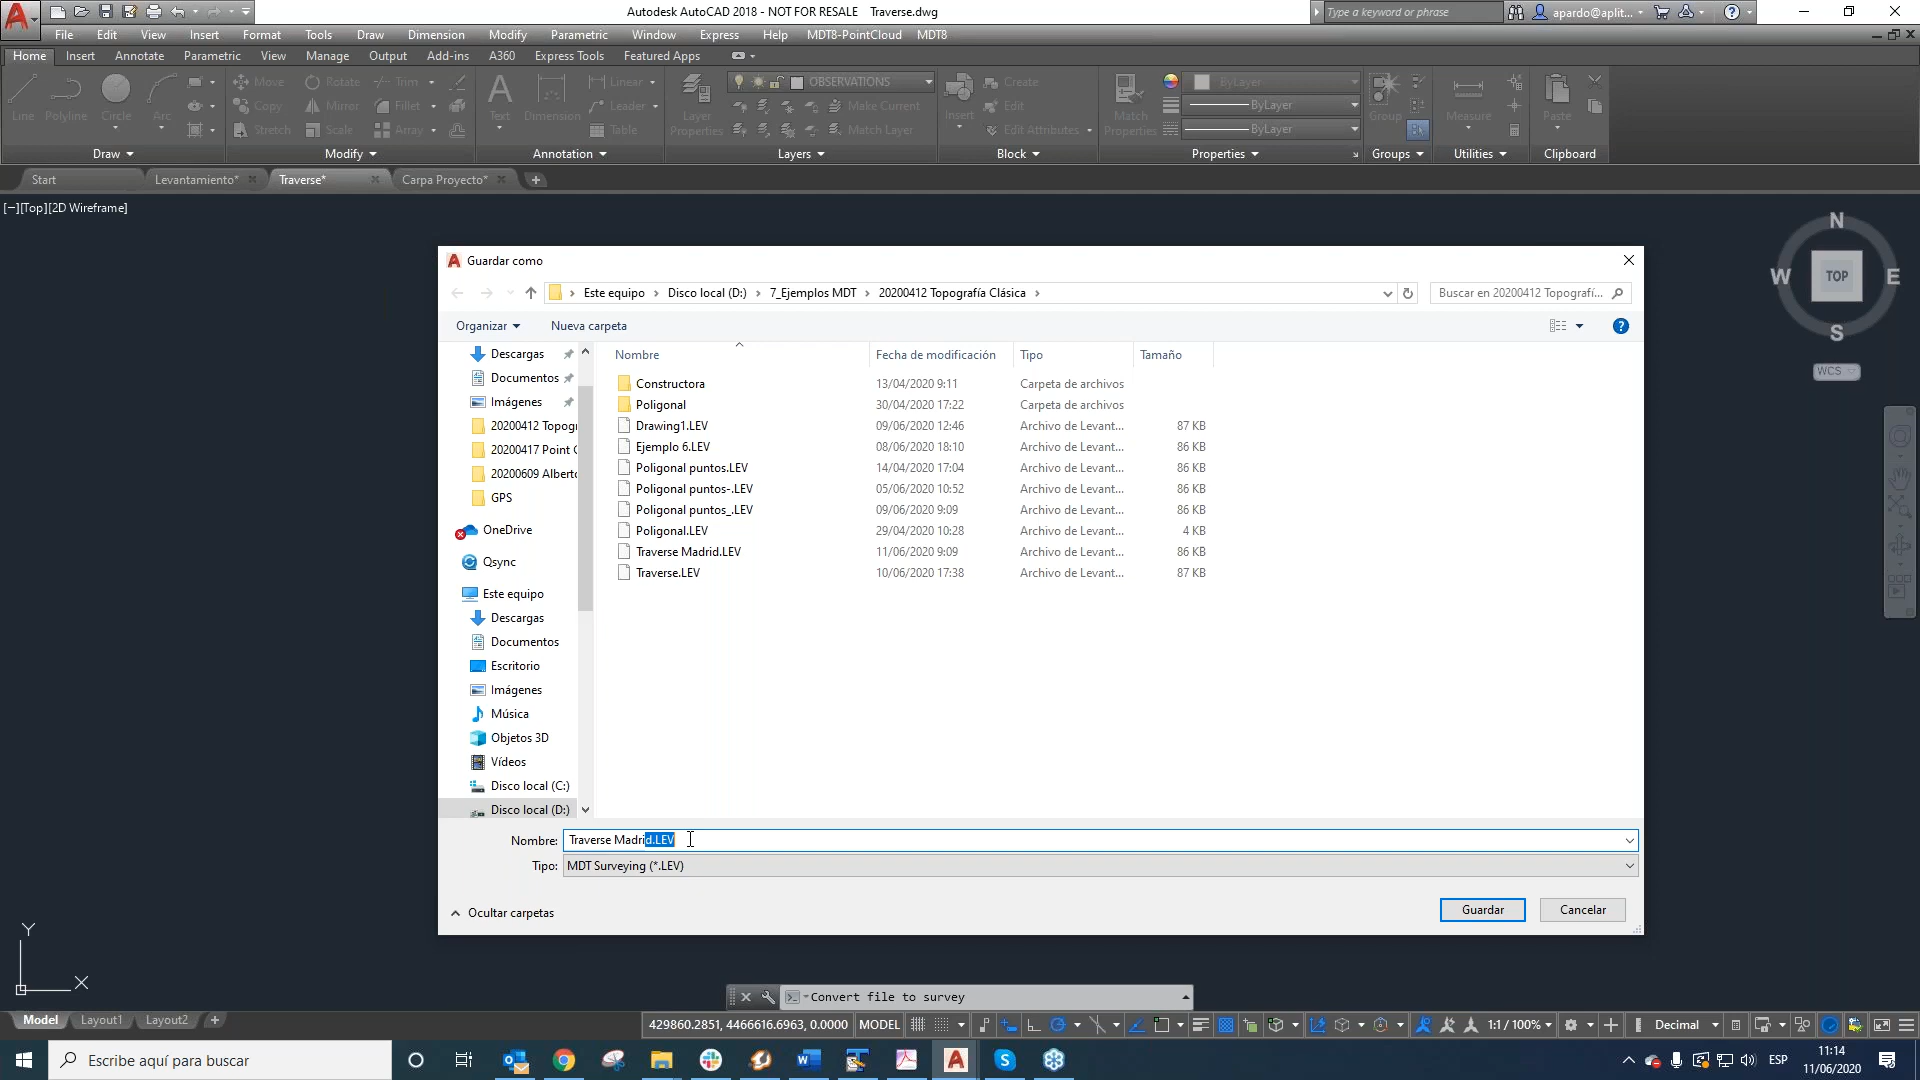 Autodesk AutoCAD 2018 - NOT FOR RESALE Traverse.dwg
Type a keyword or phrase
apardo@aplit...
File Edit View Insert Format Tools Draw Dimension Modify Parametric Window Express Help MDT8-PointCloud MDT8
Home Insert Annotate Parametric View Manage Output Add-ins A360 Express Tools Featured Apps
Move Rotate Trim Linear OBSERVATIONS Create ByLayer
Line Polyline Circle Arc Copy Mirror Fillet Text Dimension Leader Layer Properties Make Current Insert Edit Match Properties ByLayer Group Measure Paste
Stretch Scale Array Table Match Layer Edit Attributes ByLayer
Draw Modify Annotation Layers Block Properties Groups Utilities Clipboard
Start Levantamiento* Traverse* Carpa Proyecto*
[−][Top][2D Wireframe]
N
W TOP E
S
WCS
Guardar como
Este equipo Disco local (D:) 7_Ejemplos MDT 20200412 Topografía Clásica
Buscar en 20200412 Topografí...
Organizar Nueva carpeta
Nombre Fecha de modificación Tipo Tamaño
Descargas
Documentos
Imágenes
20200412 Topogr
20200417 Point C
20200609 Alberto
GPS
OneDrive
Qsync
Este equipo
Descargas
Documentos
Escritorio
Imágenes
Música
Objetos 3D
Vídeos
Disco local (C:)
Disco local (D:)
Constructora 13/04/2020 9:11 Carpeta de archivos
Poligonal 30/04/2020 17:22 Carpeta de archivos
Drawing1.LEV 09/06/2020 12:46 Archivo de Levant... 87 KB
Ejemplo 6.LEV 08/06/2020 18:10 Archivo de Levant... 86 KB
Poligonal puntos.LEV 14/04/2020 17:04 Archivo de Levant... 86 KB
Poligonal puntos-.LEV 05/06/2020 10:52 Archivo de Levant... 86 KB
Poligonal puntos_.LEV 09/06/2020 9:09 Archivo de Levant... 86 KB
Poligonal.LEV 29/04/2020 10:28 Archivo de Levant... 4 KB
Traverse Madrid.LEV 11/06/2020 9:09 Archivo de Levant... 86 KB
Traverse.LEV 10/06/2020 17:38 Archivo de Levant... 87 KB
Nombre: Traverse Madrid.LEV
Tipo: MDT Surveying (*.LEV)
Ocultar carpetas
Guardar Cancelar
Y
X
Convert file to survey
Model Layout1 Layout2
429860.2851, 4466616.6963, 0.0000 MODEL 1:1 / 100% Decimal
Escribe aquí para buscar
ESP
11:14
11/06/2020